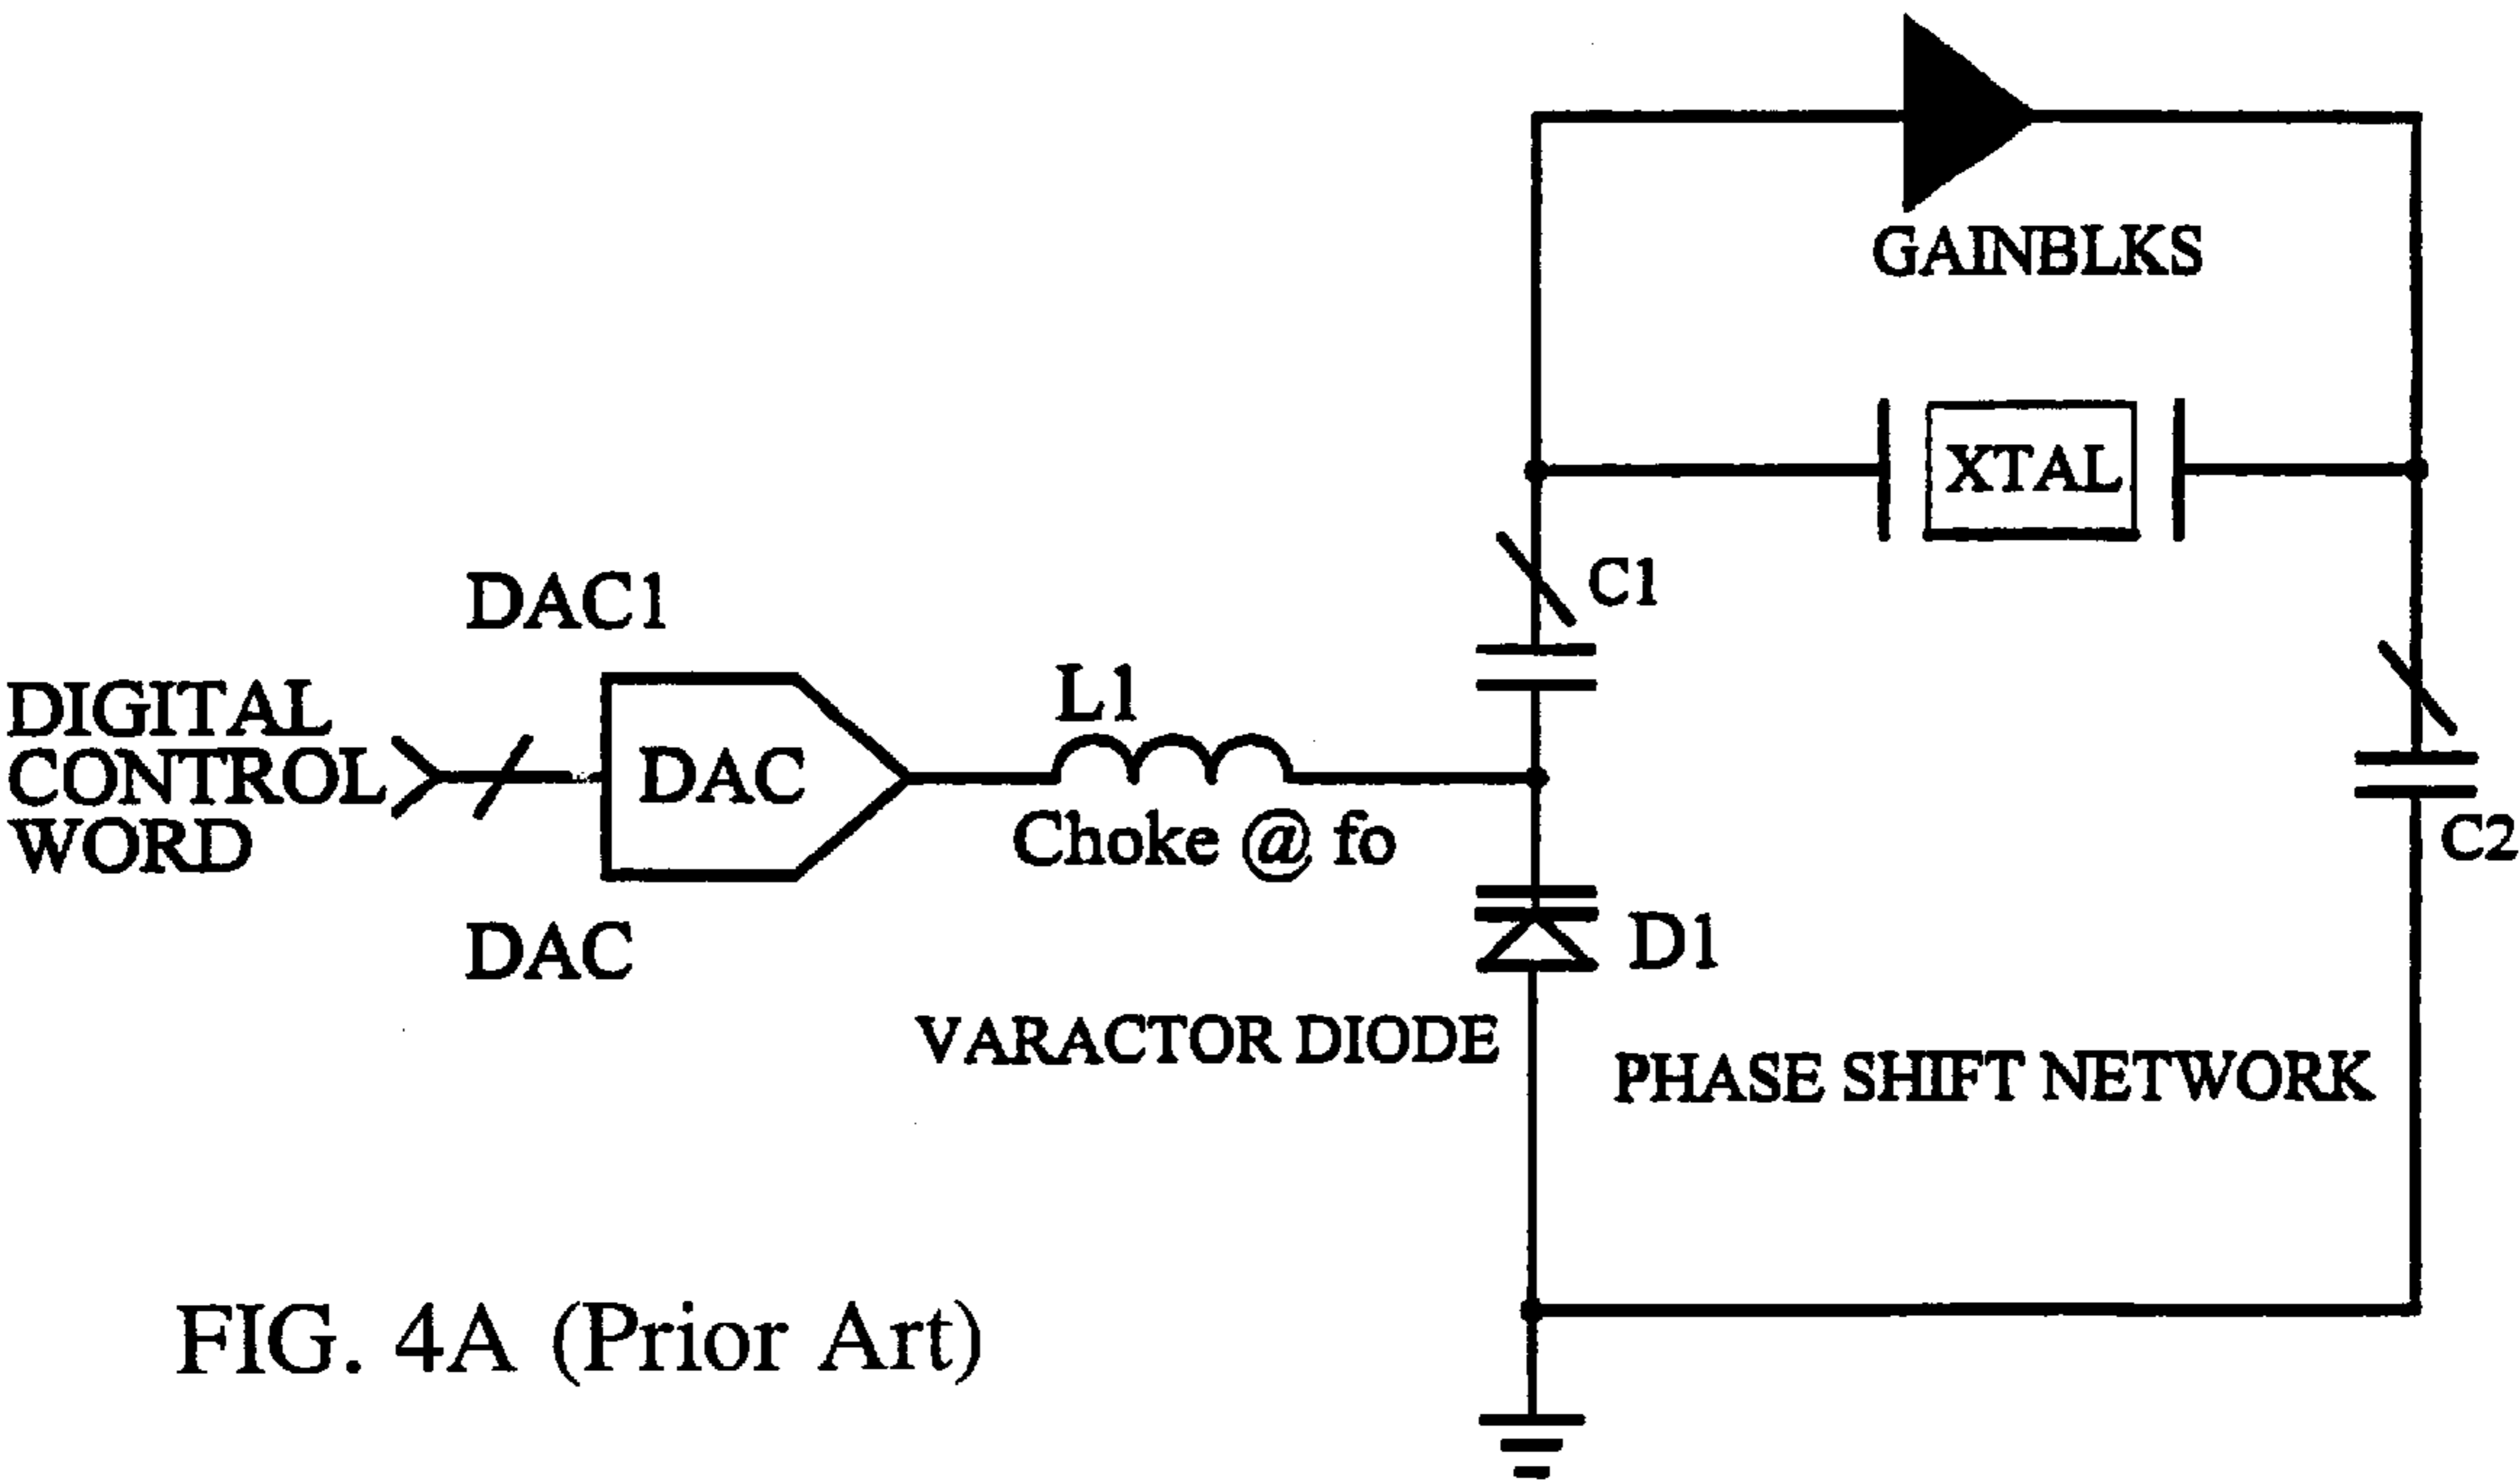 GAINBLKS
XTAL
C1
DAC1
L1
DIGITAL
CONTROL
WORD
DAC
Choke @ fo
C2
DAC
D1
VARACTOR DIODE
PHASE SHIFT NETWORK
FIG. 4A (Prior Art)